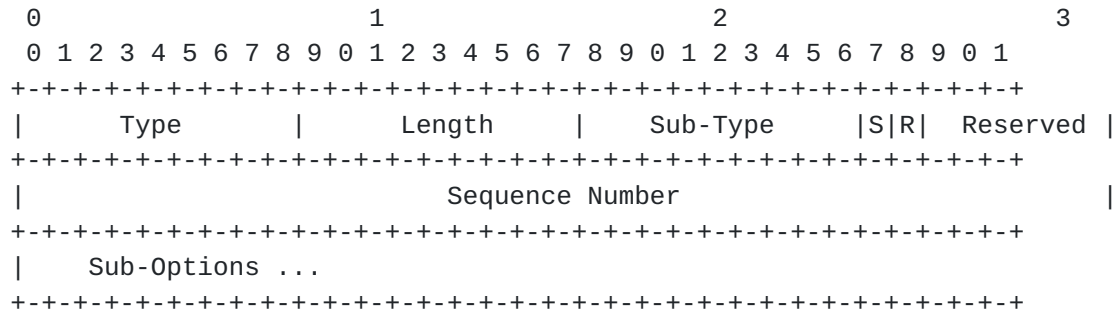 0                   1                   2                   3
 0 1 2 3 4 5 6 7 8 9 0 1 2 3 4 5 6 7 8 9 0 1 2 3 4 5 6 7 8 9 0 1
+-+-+-+-+-+-+-+-+-+-+-+-+-+-+-+-+-+-+-+-+-+-+-+-+-+-+-+-+-+-+-+-+
|      Type      |      Length     |    Sub-Type     |S|R|  Reserved |
+-+-+-+-+-+-+-+-+-+-+-+-+-+-+-+-+-+-+-+-+-+-+-+-+-+-+-+-+-+-+-+-+
|                           Sequence Number                           |
+-+-+-+-+-+-+-+-+-+-+-+-+-+-+-+-+-+-+-+-+-+-+-+-+-+-+-+-+-+-+-+-+
|    Sub-Options ...
+-+-+-+-+-+-+-+-+-+-+-+-+-+-+-+-+-+-+-+-+-+-+-+-+-+-+-+-+-+-+-+-+